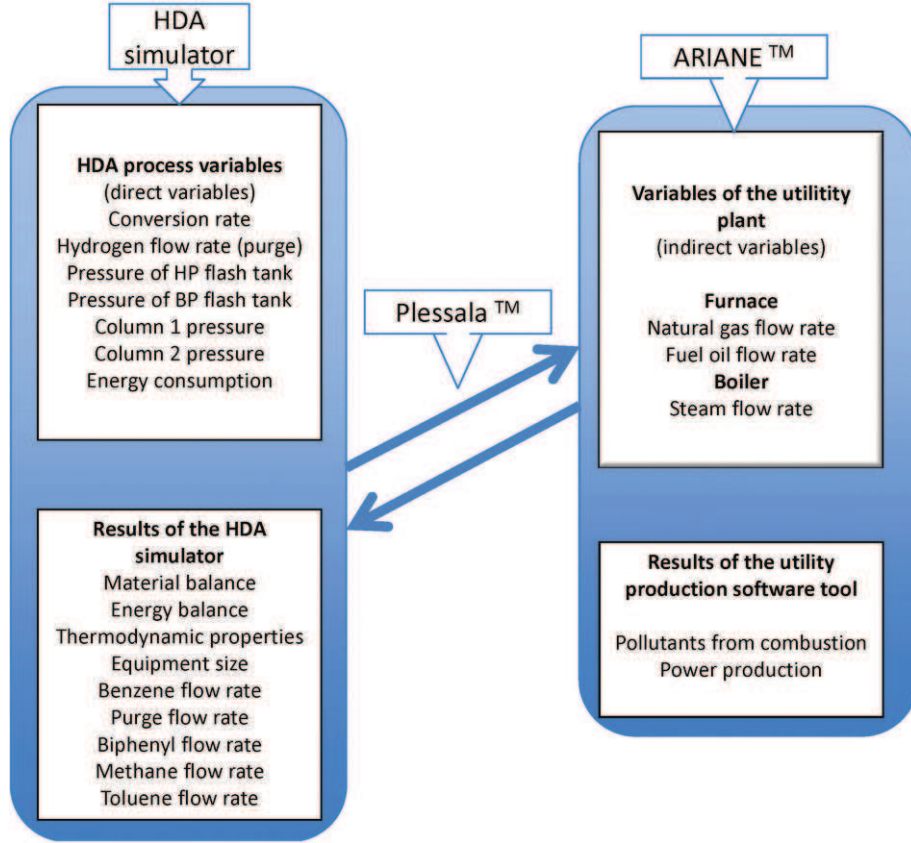 HDA
simulator
HDA process variables
(direct variables)
Conversion rate
Hydrogen flow rate (purge)
Pressure of HP flash tank
Pressure of BP flash tank
Column 1 pressure
Column 2 pressure
Energy consumption
Results of the HDA
simulator
Material balance
Energy balance
Thermodynamic properties
Equipment size
Benzene flow rate
Purge flow rate
Biphenyl flow rate
Methane flow rate
Toluene flow rate
Plessala ™
ARIANE ™
Variables of the utilitity
plant
(indirect variables)
Furnace
Natural gas flow rate
Fuel oil flow rate
Boiler
Steam flow rate
Results of the utility
production software tool
Pollutants from combustion
Power production